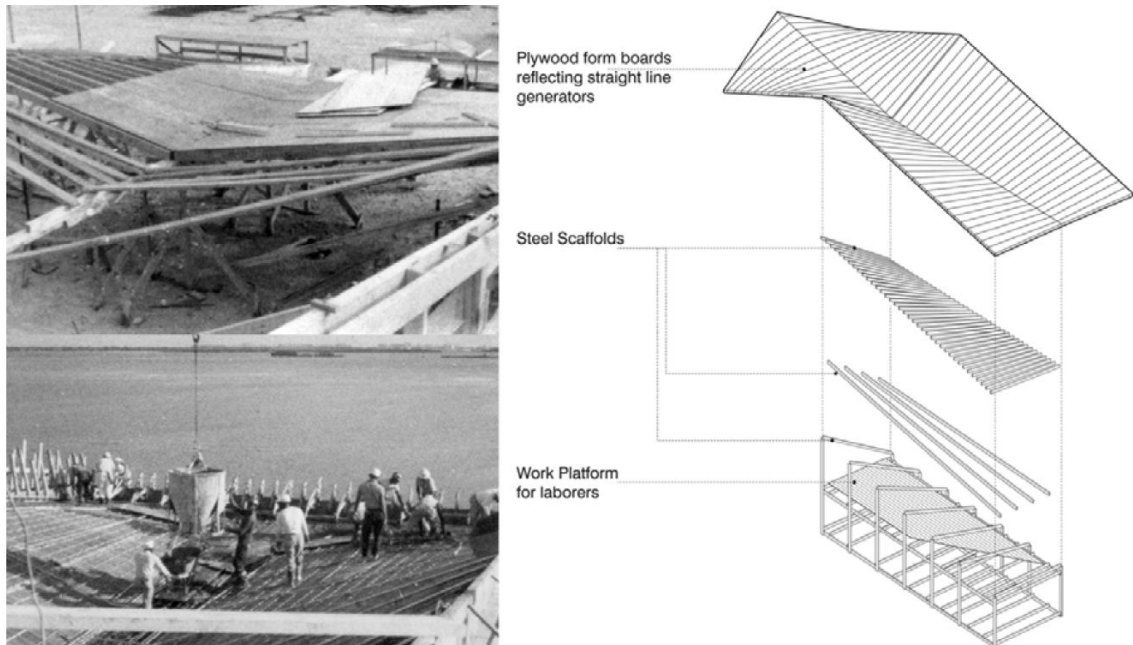 Plywood form boards
reflecting straight line
generators
Steel Scaffolds
Work Platform
for laborers